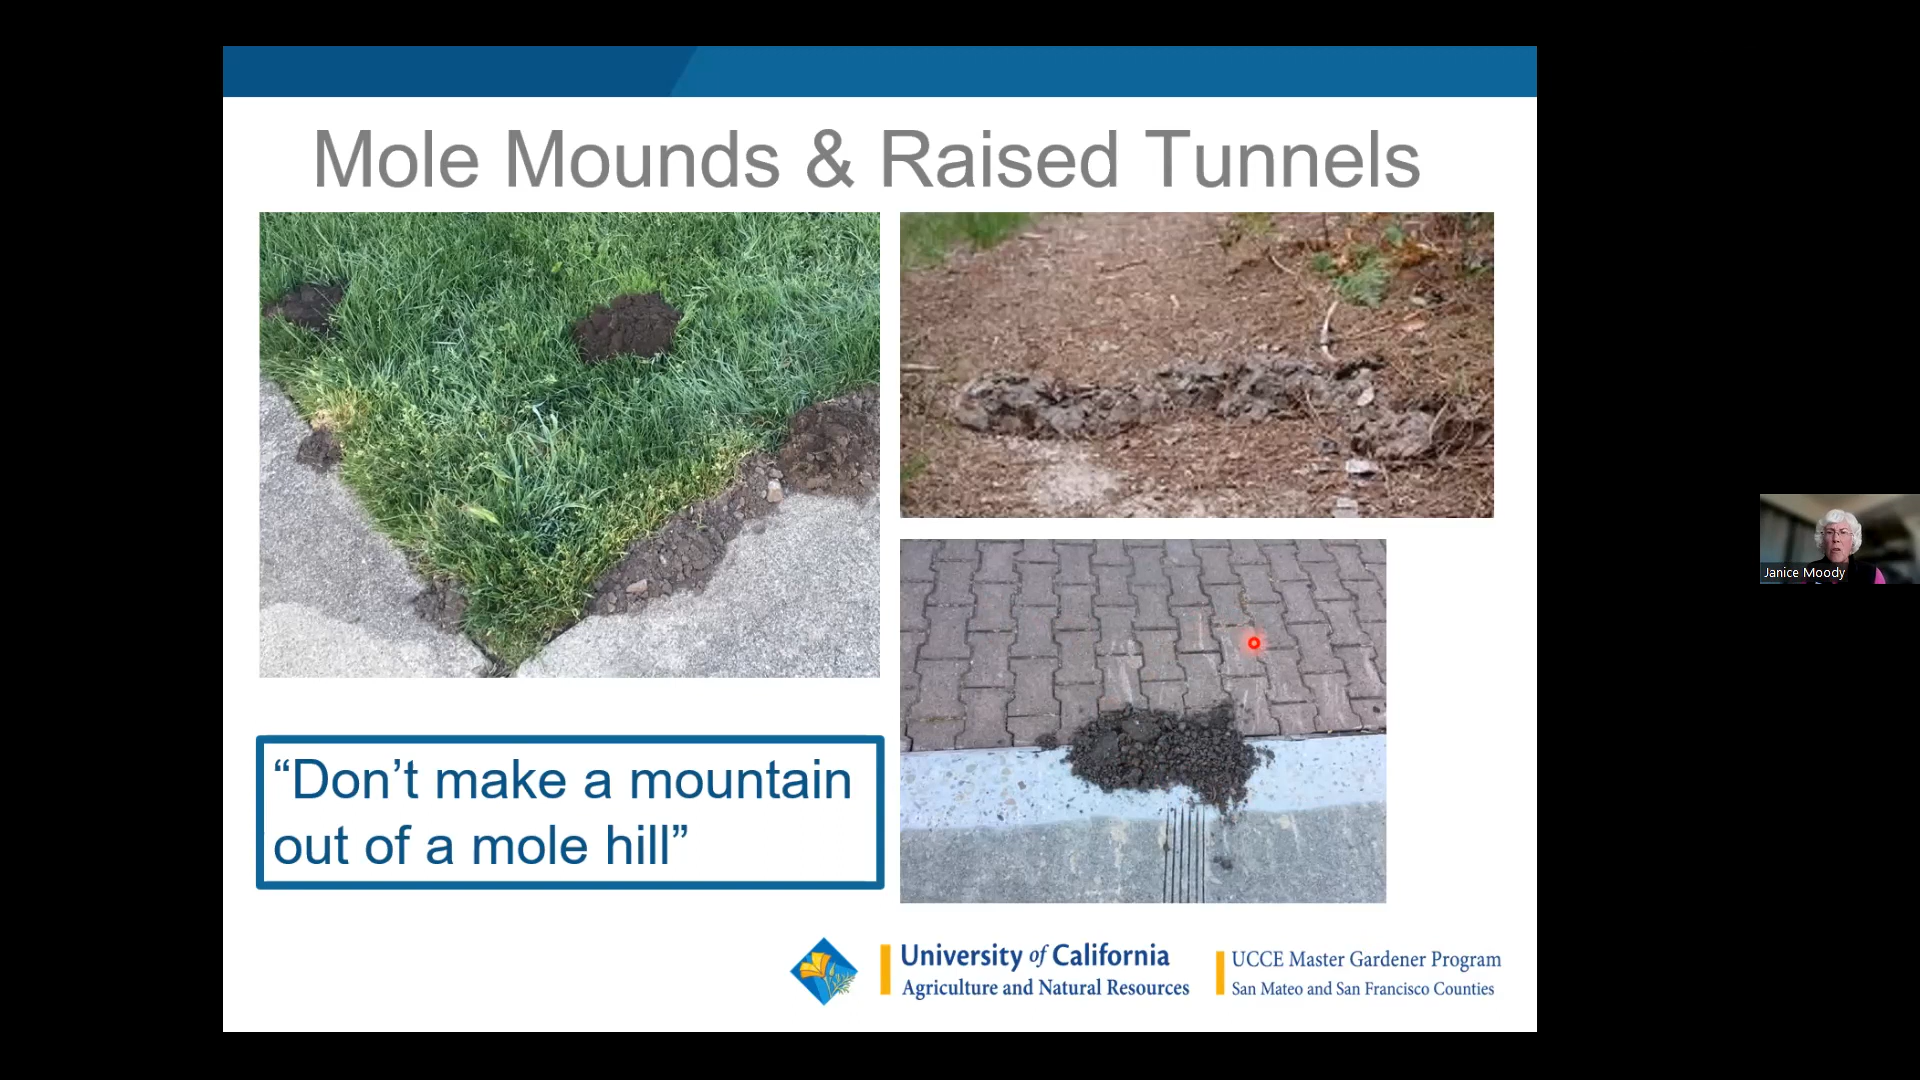 Mole Mounds & Raised Tunnels
“Don’t make a mountain
out of a mole hill”
University of California
Agriculture and Natural Resources
UCCE Master Gardener Program
San Mateo and San Francisco Counties
Janice Moody